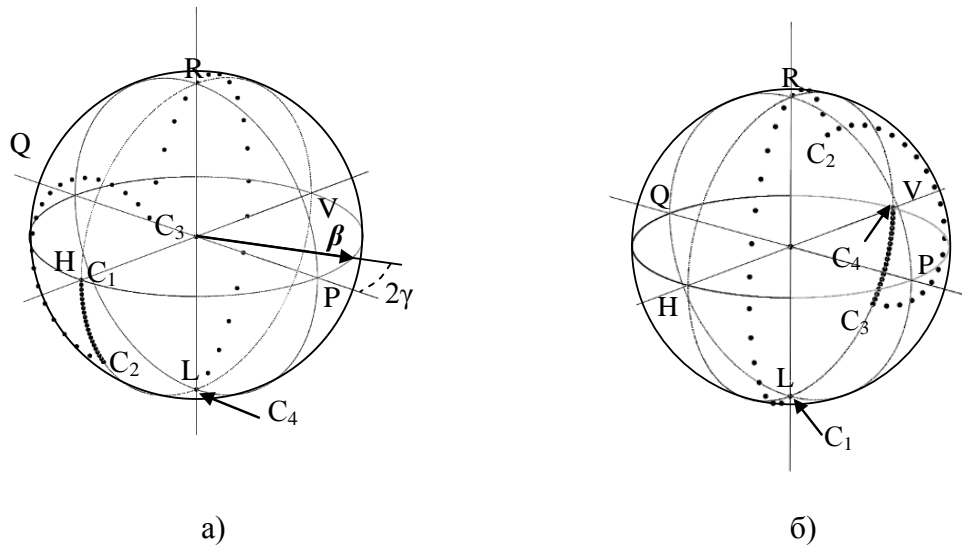 R
Q
C₃
V
β
H
C₁
P
2γ
C₂
L
C₄
а)
R
C₂
Q
V
C₄
P
H
C₃
L
C₁
б)